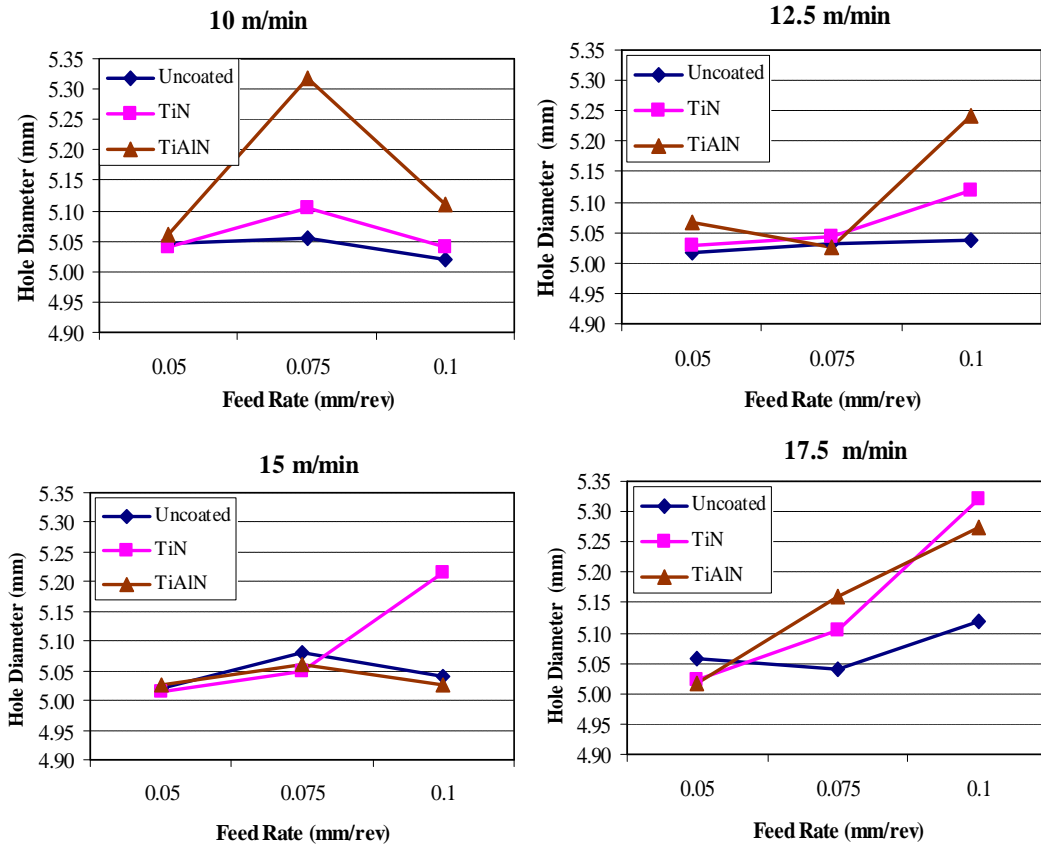 10 m/min
5.35
5.30
5.25
5.20
5.15
5.10
5.05
5.00
4.95
4.90
Hole Diameter (mm)
Uncoated
TiN
TiAlN
0.05 0.075 0.1
Feed Rate (mm/rev)
12.5 m/min
5.35
5.30
5.25
5.20
5.15
5.10
5.05
5.00
4.95
4.90
Hole Diameter (mm)
Uncoated
TiN
TiAlN
0.05 0.075 0.1
Feed Rate (mm/rev)
15 m/min
5.35
5.30
5.25
5.20
5.15
5.10
5.05
5.00
4.95
4.90
Hole Diameter (mm)
Uncoated
TiN
TiAlN
0.05 0.075 0.1
Feed Rate (mm/rev)
17.5 m/min
5.35
5.30
5.25
5.20
5.15
5.10
5.05
5.00
4.95
4.90
Hole Diameter (mm)
Uncoated
TiN
TiAlN
0.05 0.075 0.1
Feed Rate (mm/rev)